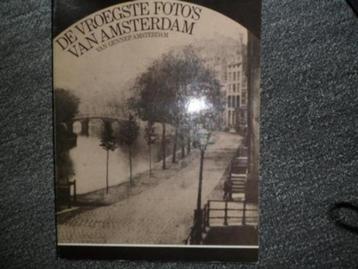 DE VROEGSTE FOTO'S
VAN AMSTERDAM
VAN GENNEP AMSTERDAM